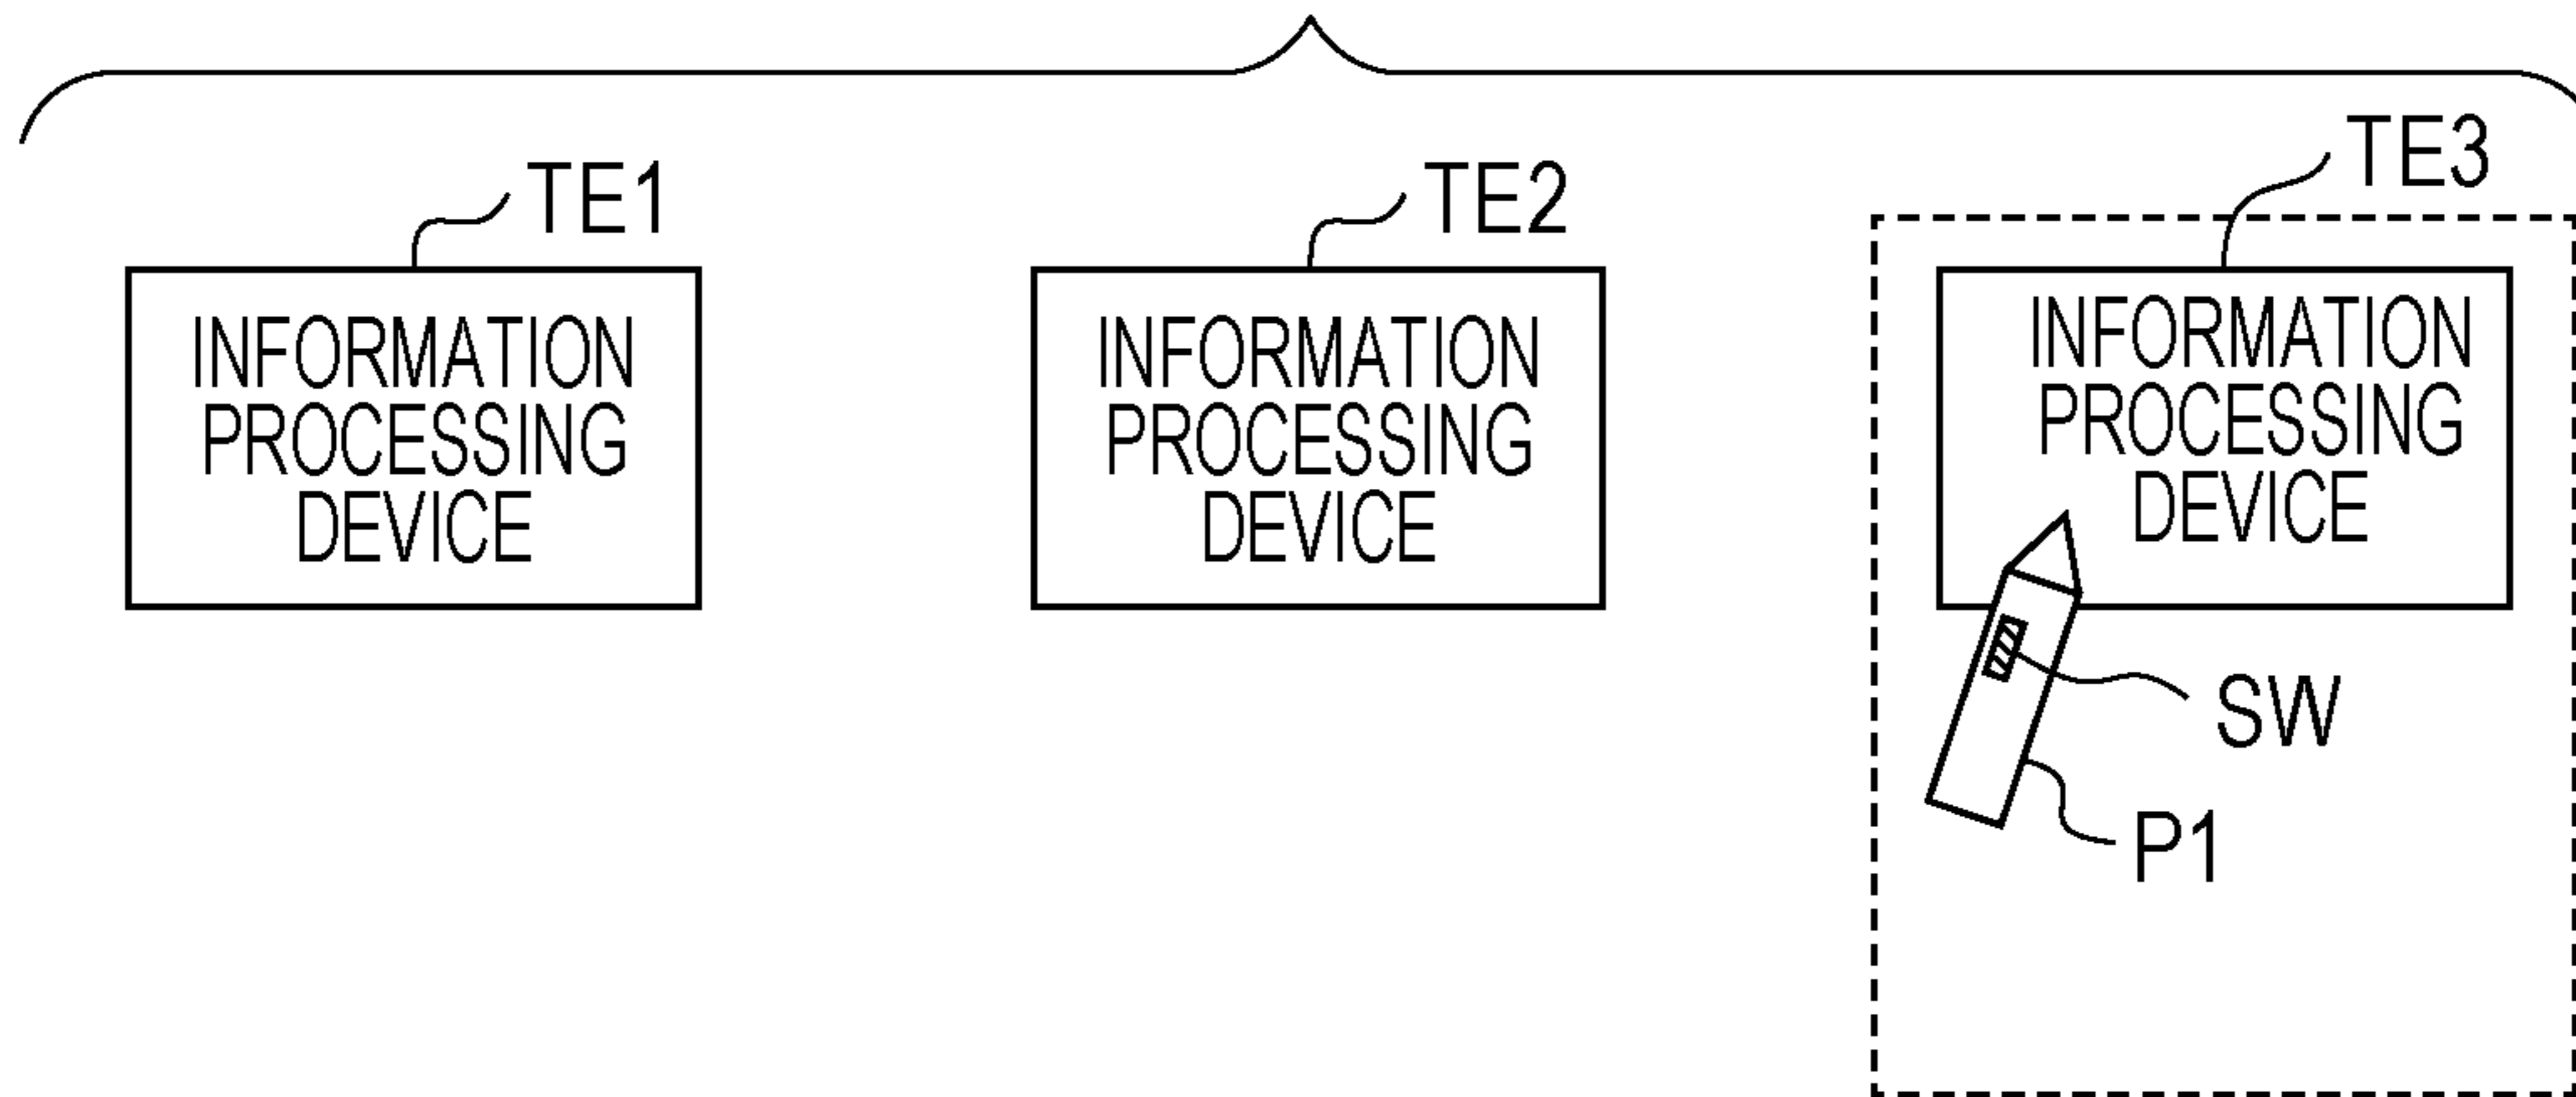 TE1
TE2
TE3
INFORMATION
PROCESSING
DEVICE
INFORMATION
PROCESSING
DEVICE
INFORMATION
PROCESSING
DEVICE
SW
P1